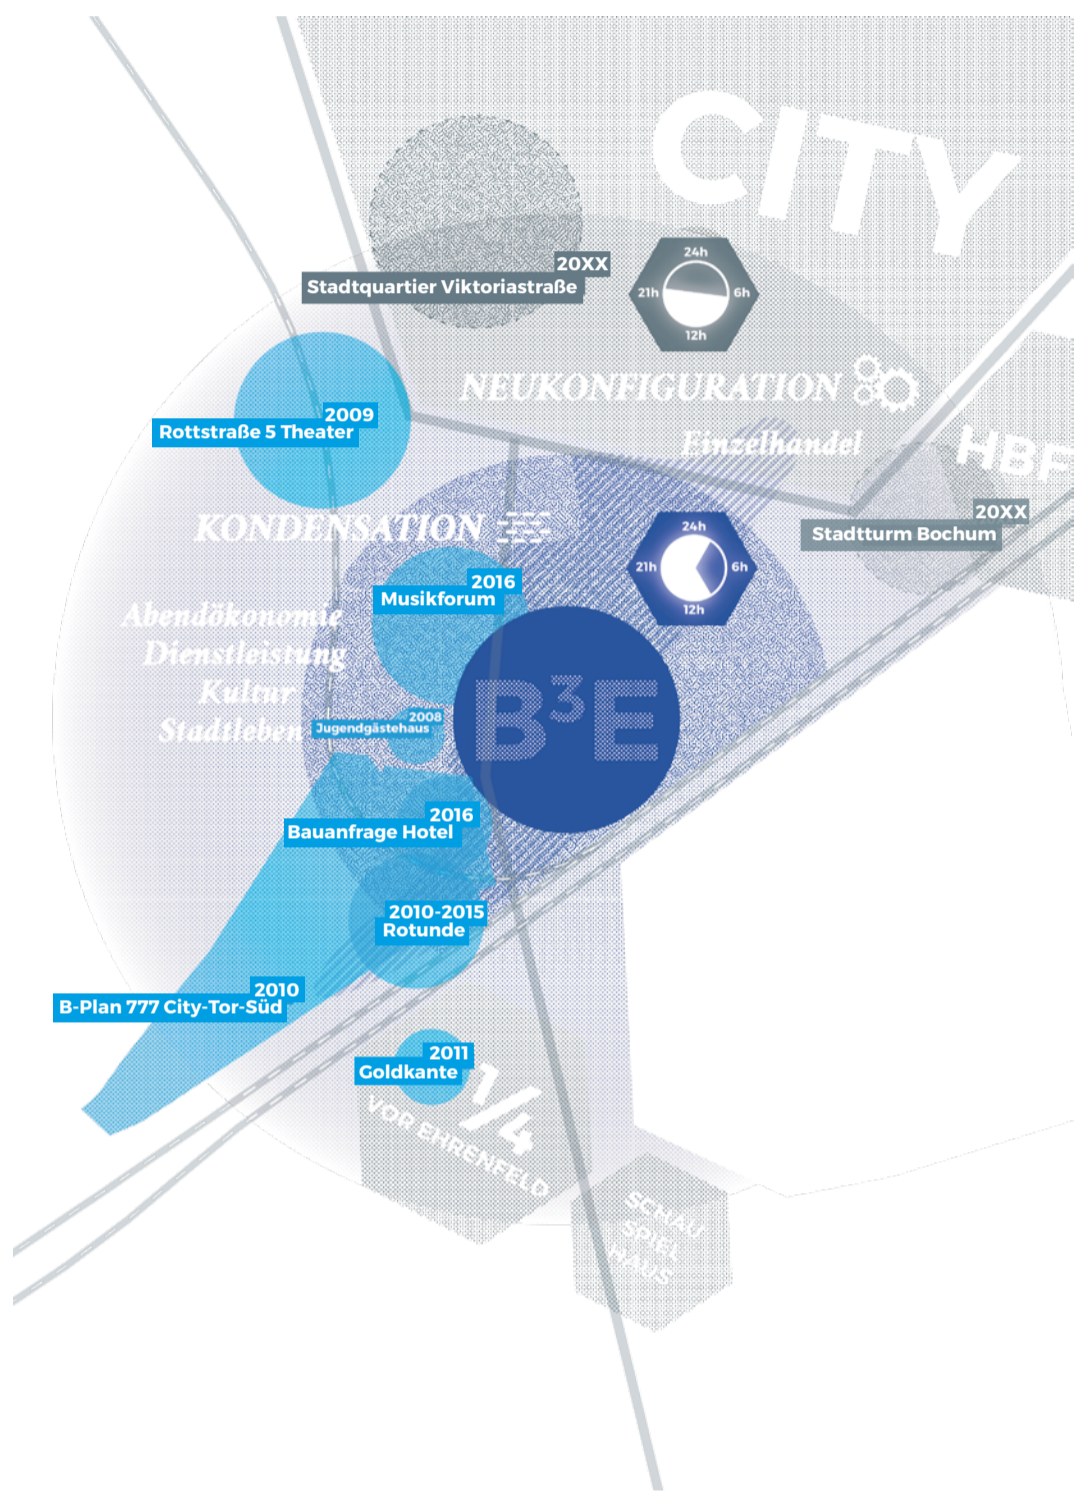 CITY
20XX
Stadtquartier Viktoriastraße
24h
21h 6h
12h
NEUKONFIGURATION
Einzelhandel
HBF
2009
Rottstraße 5 Theater
20XX
Stadtturm Bochum
KONDENSATION
24h
21h 6h
12h
2016
Musikforum
Abendökonomie
Dienstleistung
Kultur
Stadtleben
2008
Jugendgästehaus
B³E
2016
Bauanfrage Hotel
2010-2015
Rotunde
2010
B-Plan 777 City-Tor-Süd
2011
Goldkante
1/4
VOR EHRENFELD
SCHAU
SPIEL
HAUS